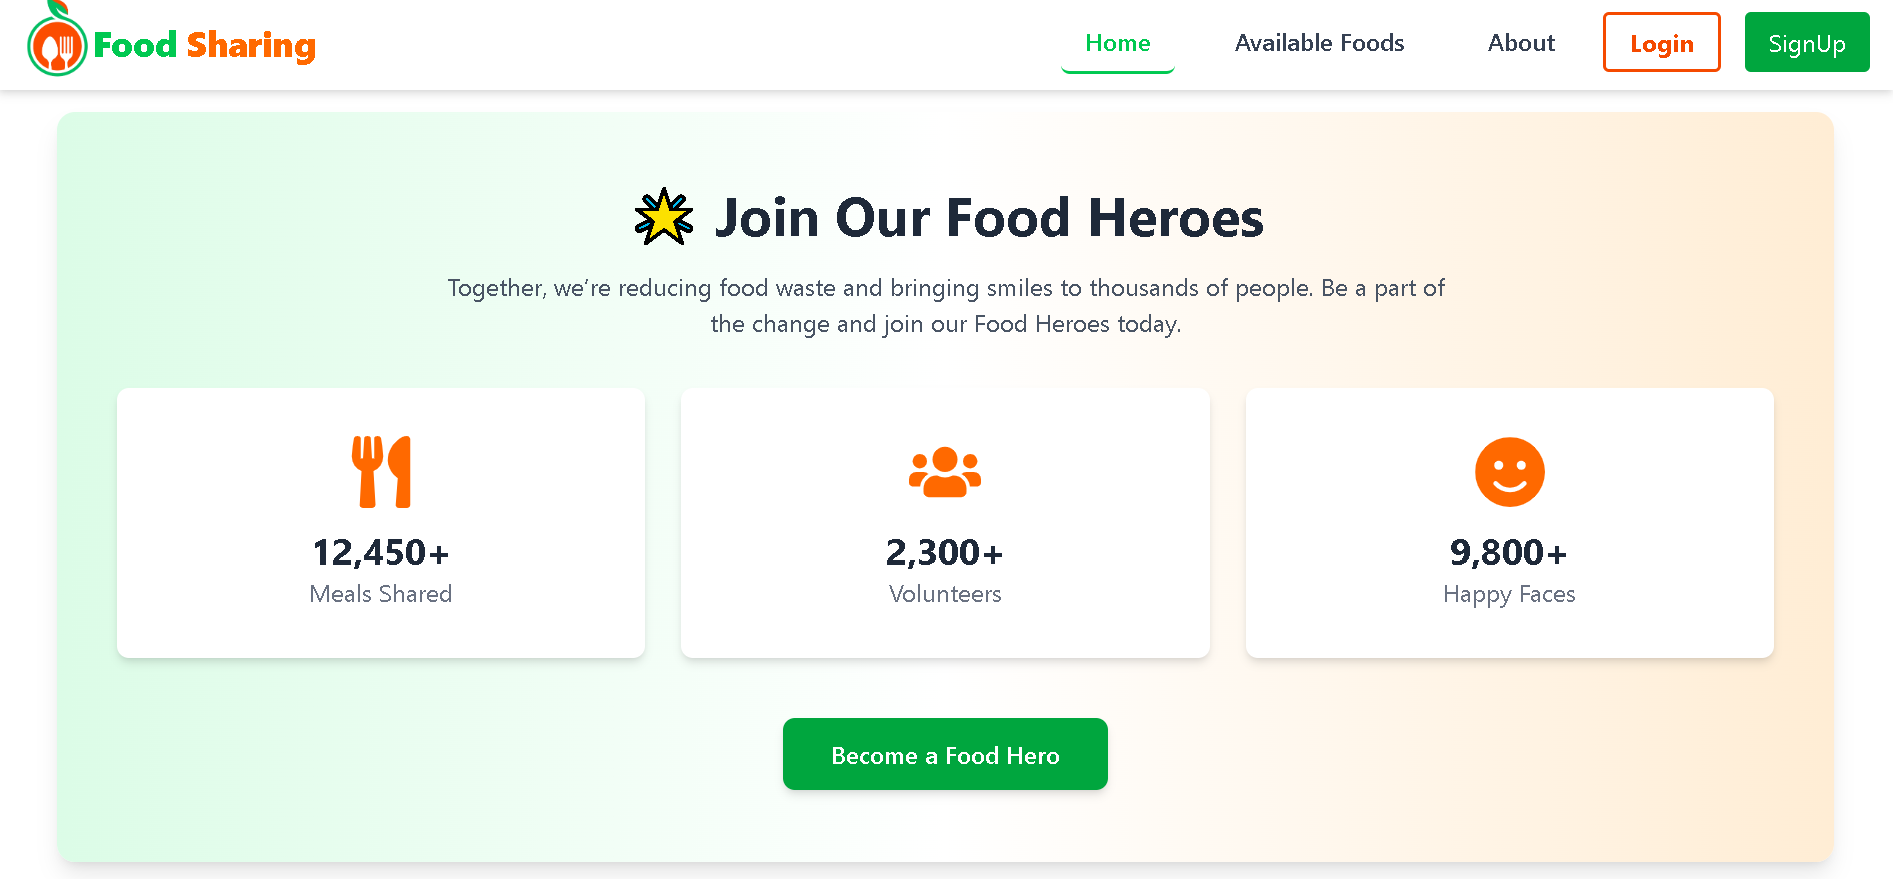 Food Sharing
Home
Available Foods
About
Login
SignUp
Join Our Food Heroes
Together, we’re reducing food waste and bringing smiles to thousands of people. Be a part of
the change and join our Food Heroes today.
12,450+
Meals Shared
2,300+
Volunteers
9,800+
Happy Faces
Become a Food Hero